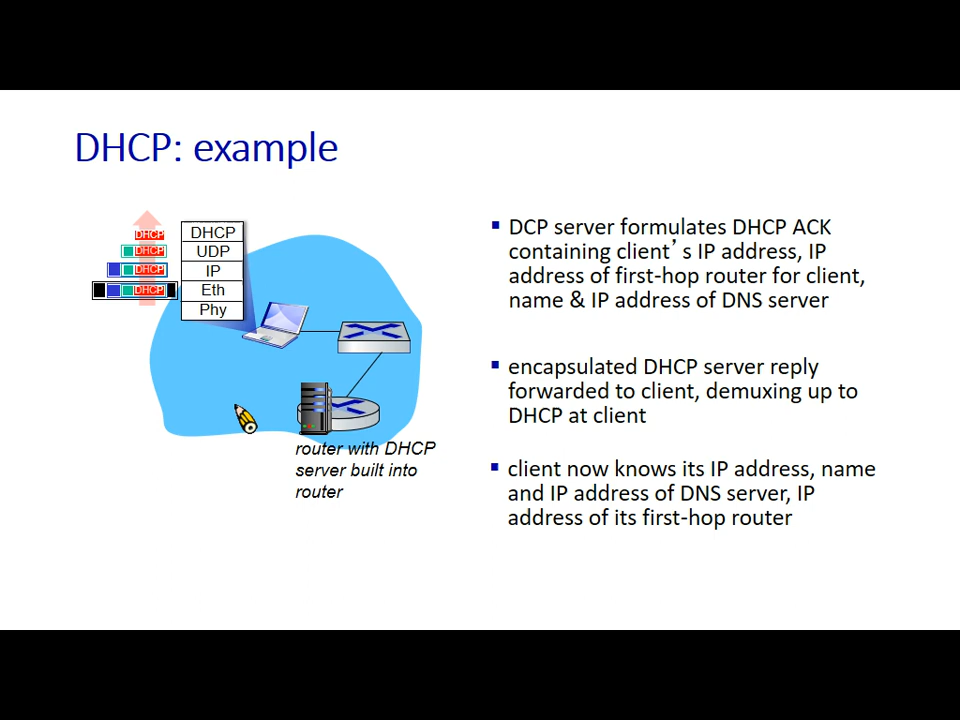 DHCP: example
DHCP
DHCP
DHCP
DHCP
DHCP
UDP
IP
Eth
Phy
router with DHCP
server built into
router
▪ DCP server formulates DHCP ACK
containing client’s IP address, IP
address of first-hop router for client,
name & IP address of DNS server
▪ encapsulated DHCP server reply
forwarded to client, demuxing up to
DHCP at client
▪ client now knows its IP address, name
and IP address of DNS server, IP
address of its first-hop router